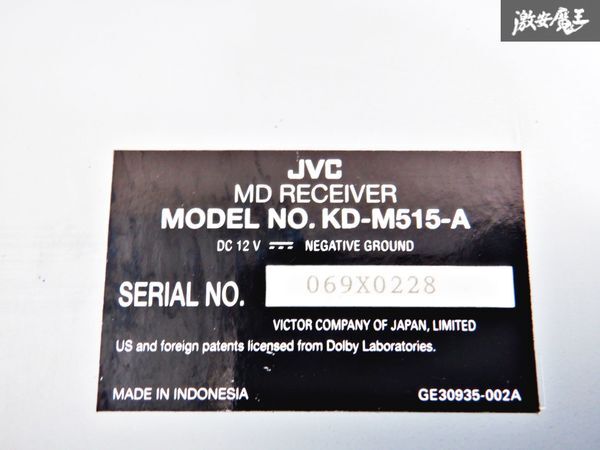 激安魔王
JVC
MD RECEIVER
MODEL NO. KD-M515-A
DC 12 V ⎓ NEGATIVE GROUND
SERIAL NO. 069X0228
VICTOR COMPANY OF JAPAN, LIMITED
US and foreign patents licensed from Dolby Laboratories.
MADE IN INDONESIA GE30935-002A